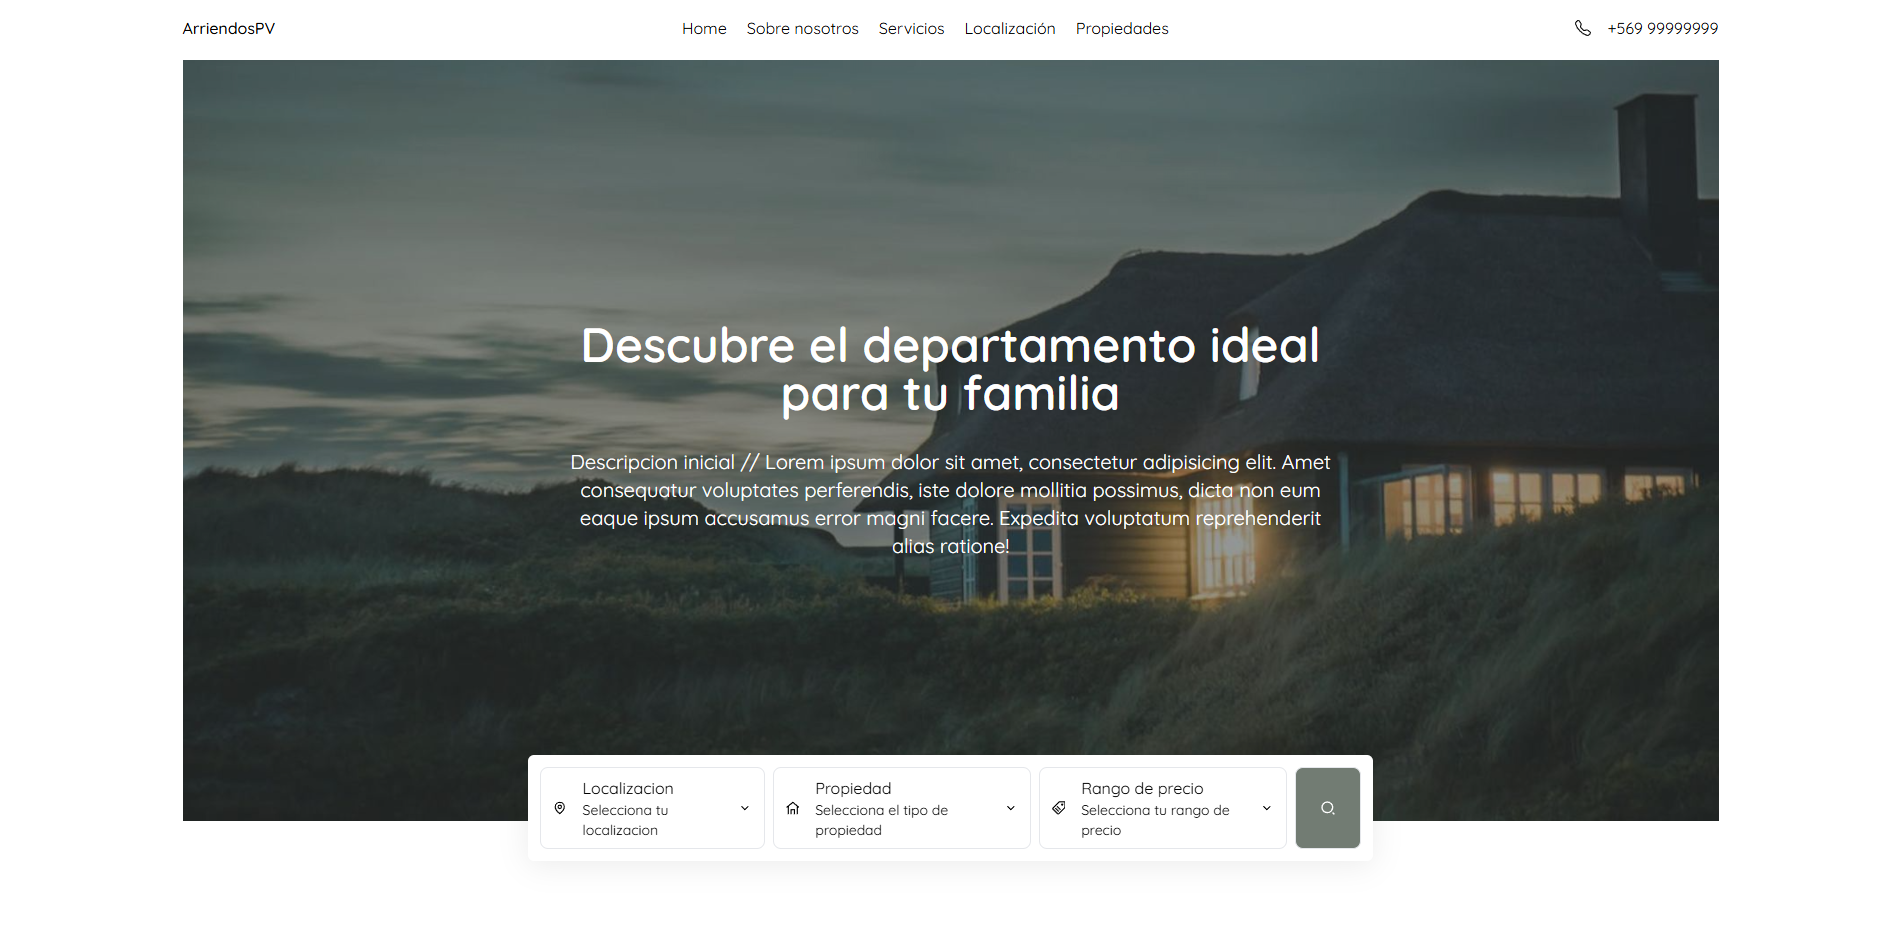 ArriendosPV
Home Sobre nosotros Servicios Localización Propiedades
+569 99999999
Descubre el departamento ideal
para tu familia
Descripcion inicial // Lorem ipsum dolor sit amet, consectetur adipisicing elit. Amet
consequatur voluptates perferendis, iste dolore mollitia possimus, dicta non eum
eaque ipsum accusamus error magni facere. Expedita voluptatum reprehenderit
alias ratione!
Localizacion
Selecciona tu
localizacion
Propiedad
Selecciona el tipo de
propiedad
Rango de precio
Selecciona tu rango de
precio